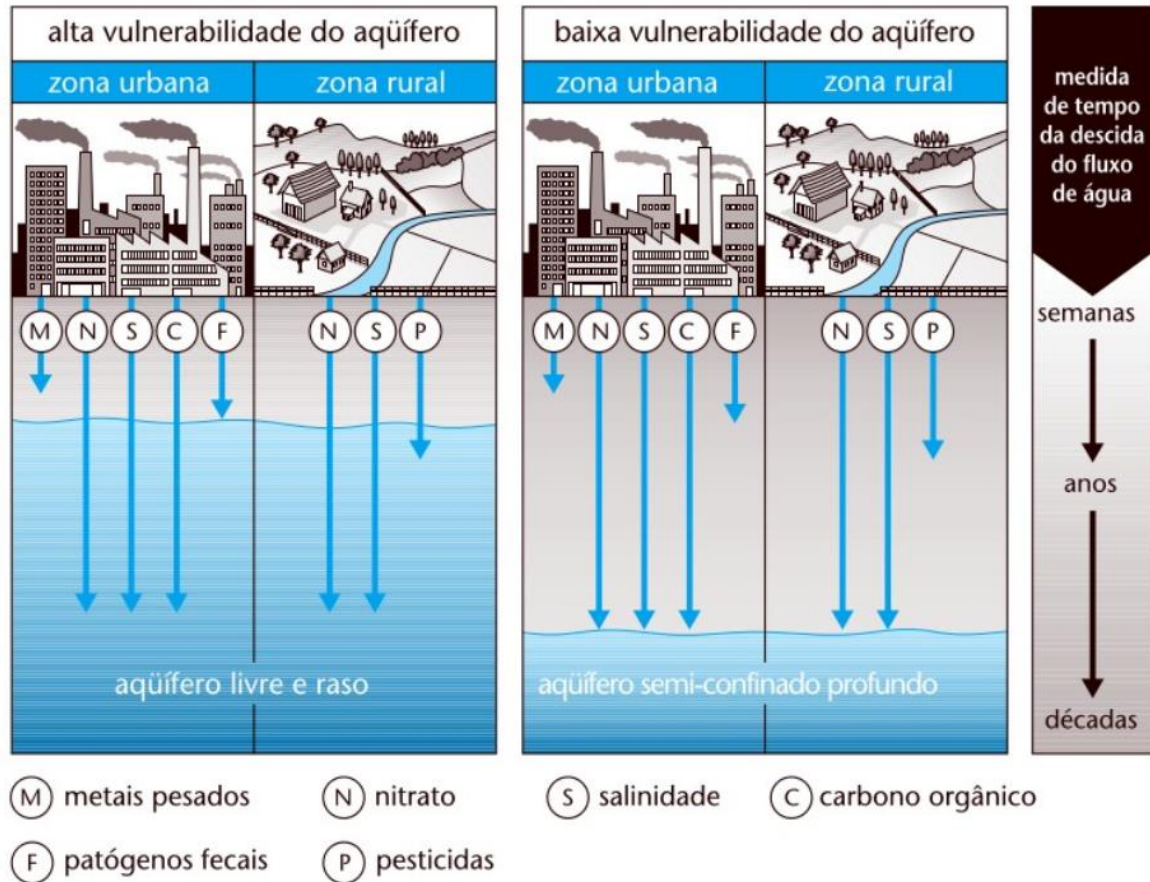 alta vulnerabilidade do aqüífero
zona urbana
zona rural
M
N
S
C
F
N
S
P
aqüífero livre e raso
baixa vulnerabilidade do aqüífero
zona urbana
zona rural
M
N
S
C
F
N
S
P
aqüífero semi-confinado profundo
medida
de tempo
da descida
do fluxo
de água
semanas
anos
décadas
M metais pesados
N nitrato
S salinidade
C carbono orgânico
F patógenos fecais
P pesticidas